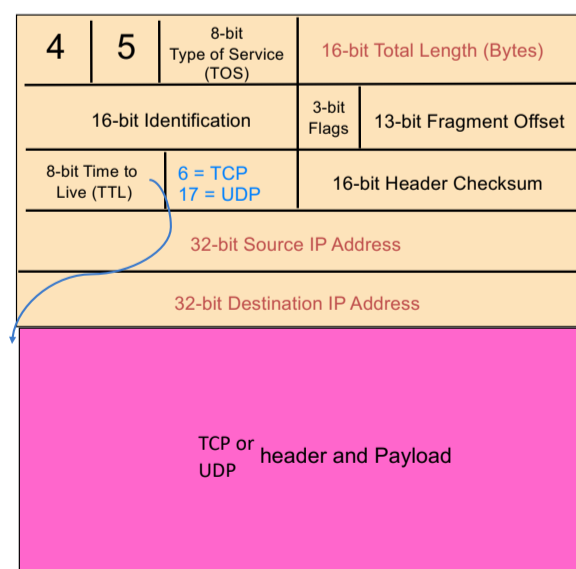 4
5
8-bit
Type of Service
(TOS)
16-bit Total Length (Bytes)
16-bit Identification
3-bit
Flags
13-bit Fragment Offset
8-bit Time to
Live (TTL)
6 = TCP
17 = UDP
16-bit Header Checksum
32-bit Source IP Address
32-bit Destination IP Address
TCP or
UDP
header and Payload